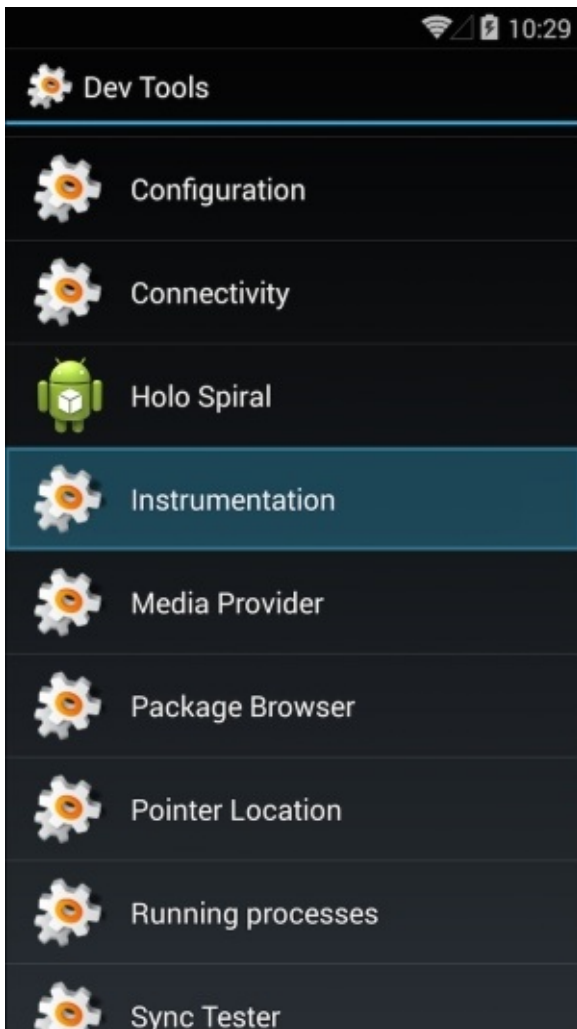 10:29
Dev Tools
Configuration
Connectivity
Holo Spiral
Instrumentation
Media Provider
Package Browser
Pointer Location
Running processes
Sync Tester